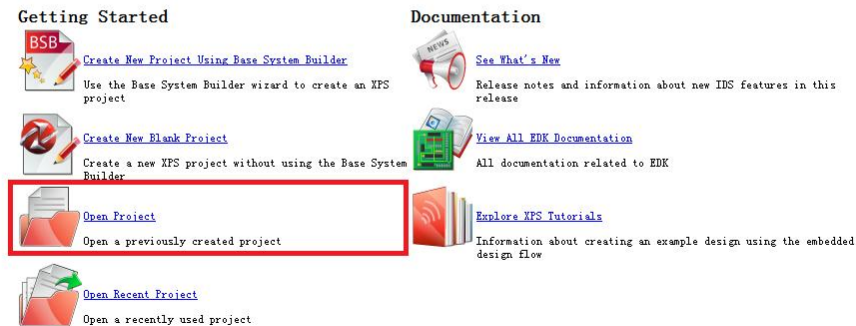 Getting Started
BSB
Create New Project Using Base System Builder
Use the Base System Builder wizard to create an XPS
project
Create New Blank Project
Create a new XPS project without using the Base System
Builder
Open Project
Open a previously created project
Open Recent Project
Open a recently used project
Documentation
NEWS
See What's New
Release notes and information about new IDS features in this
release
View All EDK Documentation
All documentation related to EDK
Explore XPS Tutorials
Information about creating an example design using the embedded
design flow